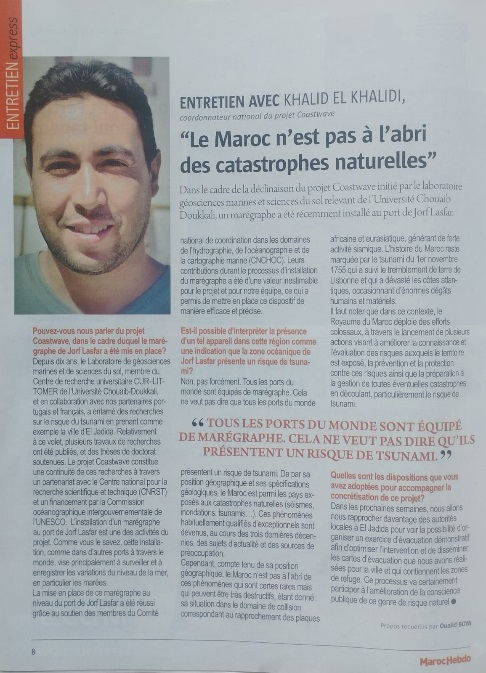 ENTRETIEN express
ENTRETIEN AVEC KHALID EL KHALIDI,
coordonnateur national du projet Coastwave
“Le Maroc n’est pas à l’abri
des catastrophes naturelles”
Dans le cadre de la déclinaison du projet Coastwave initié par le laboratoire
géosciences marines et sciences du sol relevant de l’Université Chouaib
Doukkali, un marégraphe a été récemment installé au port de Jorf Lasfar.
Pouvez-vous nous parler du projet
Coastwave, dans le cadre duquel le maré-
graphe de Jorf Lasfar a été mis en place?
Depuis dix ans, le Laboratoire de géosciences
marines et de sciences du sol, membre du
Centre de recherche universitaire CUR-LIT-
TOMER de l’Université Chouaib Doukkali,
et en collaboration avec nos partenaires por-
tugais et français, a entamé des recherches
sur le risque du tsunami en prenant comme
exemple la ville d’El Jadida. Relativement
à ce volet, plusieurs travaux de recherches
ont été publiés, et des thèses de doctorat
soutenues. Le projet Coastwave constitue
une continuité de ces recherches à travers
un partenariat avec le Centre national pour la
recherche scientifique et technique (CNRST)
et un financement par la Commission
océanographique intergouvernementale de
l’UNESCO. L’installation d’un marégraphe
au port de Jorf Lasfar est une des activités du
projet. Comme vous le savez, cette installa-
tion, comme dans d’autres ports à travers le
monde, vise principalement à surveiller et à
enregistrer les variations du niveau de la mer,
en particulier les marées.
La mise en place de ce marégraphe au
niveau du port de Jorf Lasfar a été réussi
grâce au soutien des membres du Comité
national de coordination dans les domaines
de l’hydrographie, de l’océanographie et de
la cartographie marine (CNCHOC). Leurs
contributions durant le processus d’installation
du marégraphe a été d’une valeur inestimable
pour le projet et pour notre équipe, ce qui a
permis de mettre en place ce dispositif de
manière efficace et précise.
Est-il possible d’interpréter la présence
d’un tel appareil dans cette région comme
une indication que la zone océanique de
Jorf Lasfar présente un risque de tsuna-
mi?
Non, pas forcément. Tous les ports du
monde sont équipés de marégraphe. Cela
ne veut pas dire que tous les ports du monde
“ TOUS LES PORTS DU MONDE SONT ÉQUIPÉ
DE MARÉGRAPHE. CELA NE VEUT PAS DIRE QU’ILS
PRÉSENTENT UN RISQUE DE TSUNAMI. ”
présentent un risque de tsunami. De par sa
position géographique et ses spécifications
géologiques, le Maroc est parmi les pays ex-
posés aux catastrophes naturelles (séismes,
inondations, tsunamis...). Ces phénomènes
habituellement qualifiés d’exceptionnels sont
devenus, au cours des trois dernières décen-
nies, des sujets d’actualité et des sources de
préoccupation.
Cependant, compte tenu de sa position
géographique, le Maroc n’est pas à l’abri de
ces phénomènes qui sont certes rares mais
qui peuvent être très destructifs, étant donné
sa situation dans le domaine de collision
correspondant au rapprochement des plaques
africaine et eurasiatique, générant de forte
activité sismique. L’histoire du Maroc reste
marquée par le tsunami du 1er novembre
1755 qui a suivi le tremblement de terre de
Lisbonne et qui a dévasté les côtes atlan-
tiques, occasionnant d’énormes dégâts
humains et matériels.
Il faut noter que dans ce contexte, le
Royaume du Maroc déploie des efforts
colossaux, à travers le lancement de plusieurs
actions visant à améliorer la connaissance et
l’évaluation des risques auxquels le territoire
est exposé, la prévention et la protection
contre ces risques ainsi que la préparation à
la gestion de toutes éventuelles catastrophes
en découlant, particulièrement le risque de
tsunami.
Quelles sont les dispositions que vous
avez adoptées pour accompagner la
concrétisation de ce projet?
Dans les prochaines semaines, nous allons
nous rapprocher davantage des autorités
locales à El Jadida pour voir la possibilité d’or-
ganiser un exercice d’évacuation démonstratif
afin d’optimiser l’intervention et de disséminer
les cartes d’évacuation que nous avons réali-
sées pour la ville et qui contiennent les zones
de refuge. Ce processus va certainement
participer à l’amélioration de la conscience
publique de ce genre de risque naturel ●
Propos recueillis par Oualid BOYA
8
MarocHebdo